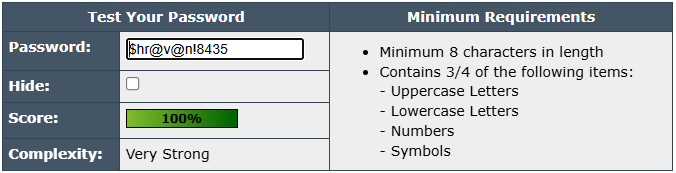 Test Your Password
Minimum Requirements
Password:
$hr@v@n!8435
Hide:
Score:
100%
Complexity:
Very Strong
• Minimum 8 characters in length
• Contains 3/4 of the following items:
- Uppercase Letters
- Lowercase Letters
- Numbers
- Symbols